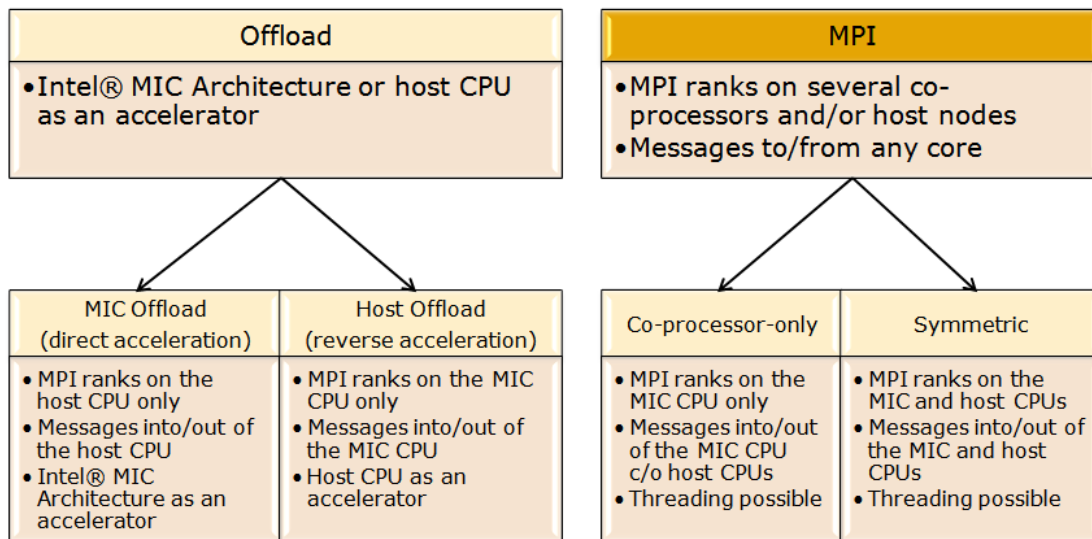 Offload
•Intel® MIC Architecture or host CPU
as an accelerator
MPI
•MPI ranks on several co-
processors and/or host nodes
•Messages to/from any core
MIC Offload
(direct acceleration)
• MPI ranks on the
host CPU only
• Messages into/out of
the host CPU
• Intel® MIC
Architecture as an
accelerator
Host Offload
(reverse acceleration)
• MPI ranks on the MIC
CPU only
• Messages into/out of
the MIC CPU
• Host CPU as an
accelerator
Co-processor-only
• MPI ranks on the
MIC CPU only
• Messages into/out
of the MIC CPU
c/o host CPUs
• Threading possible
Symmetric
• MPI ranks on the
MIC and host CPUs
• Messages into/out of
the MIC and host
CPUs
• Threading possible